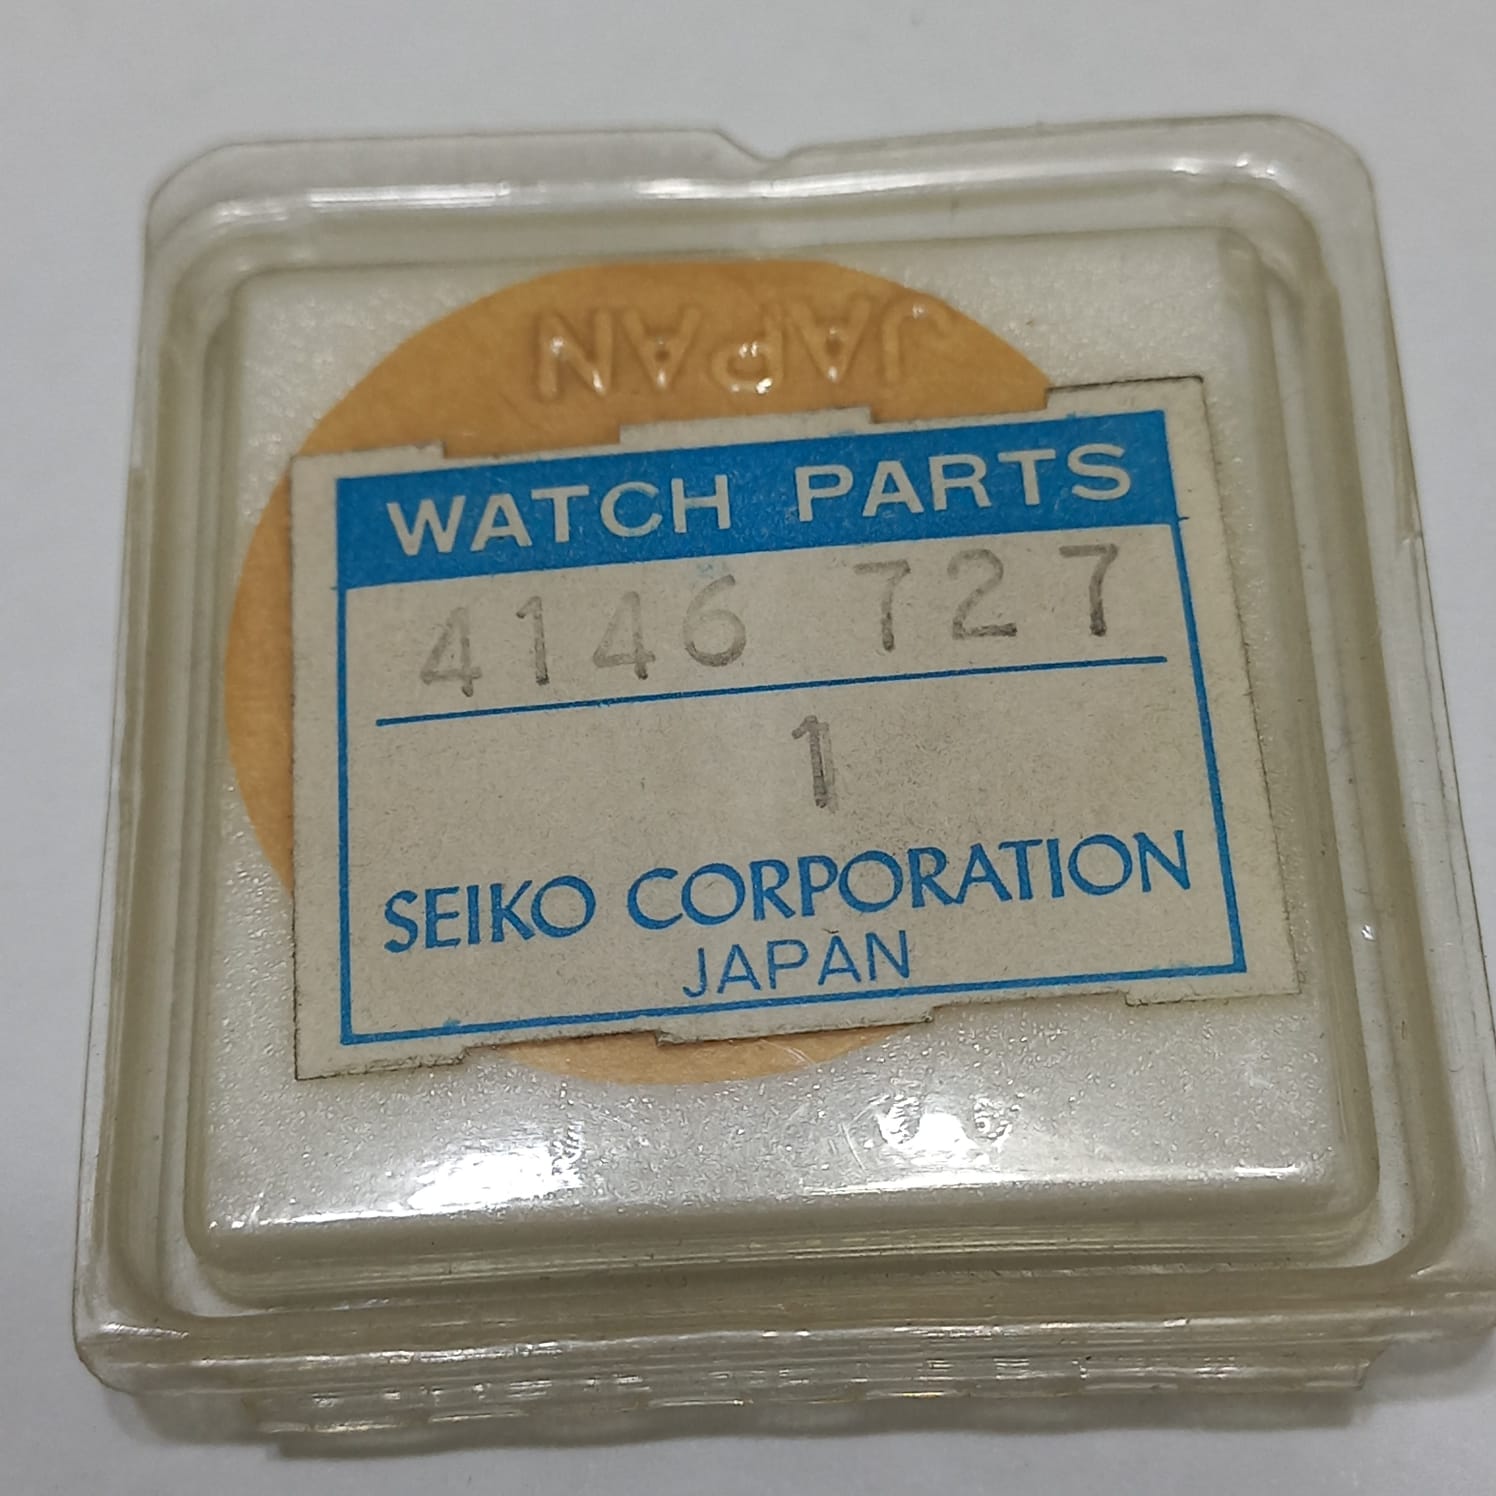 JAPAN
WATCH PARTS
4146 727
1
SEIKO CORPORATION
JAPAN